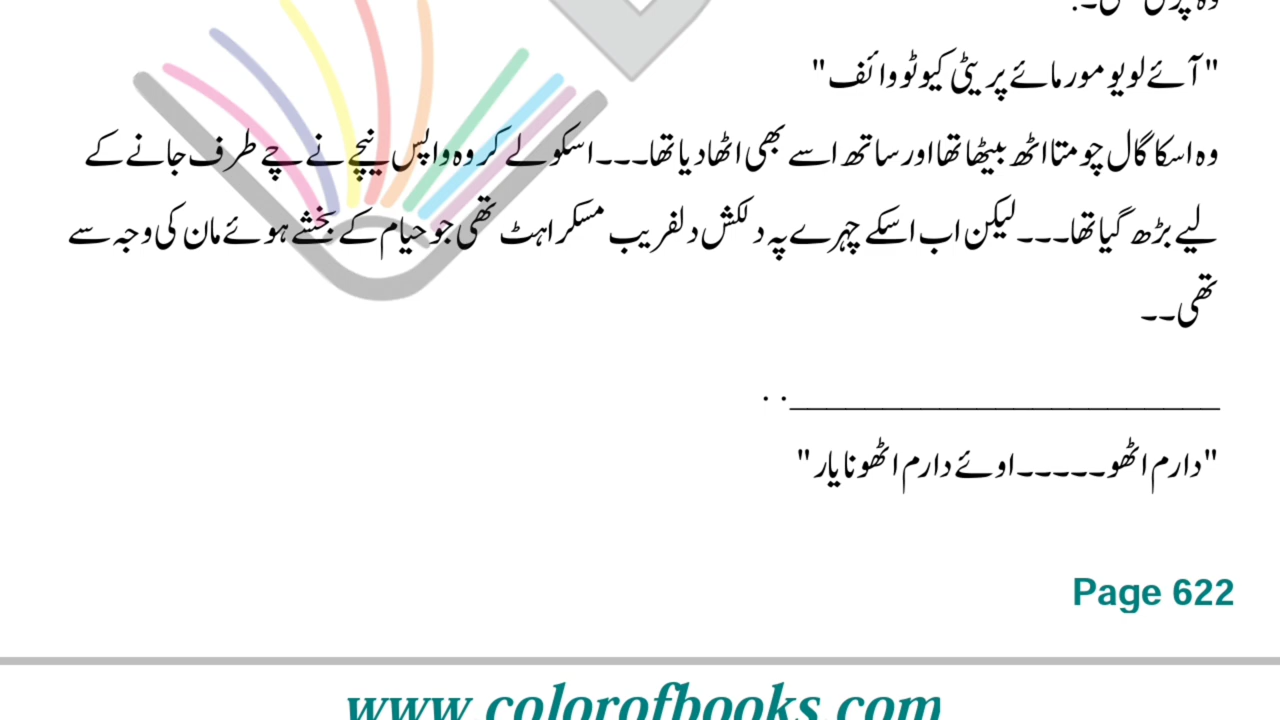 "آئے لو یو مور مائے پریٹی کیوٹ وائف"
وہ اسکا گال چومتا اٹھ بیٹھا تھا اور ساتھ اسے بھی اٹھا دیا تھا۔۔۔اسکو لے کر وہ واپس نیچے نے چے طرف جانے کے
لیے بڑھ گیا تھا۔۔۔لیکن اب اسکے چہرے پہ دلکش دلفریب مسکراہٹ تھی جو حیام کے بخشے ہوئے مان کی وجہ سے
تھی۔۔
_______________________. .
"دارم اٹھو۔۔۔۔۔اوئے دارم اٹھو نا یار"
Page 622
www.colorofbooks.com